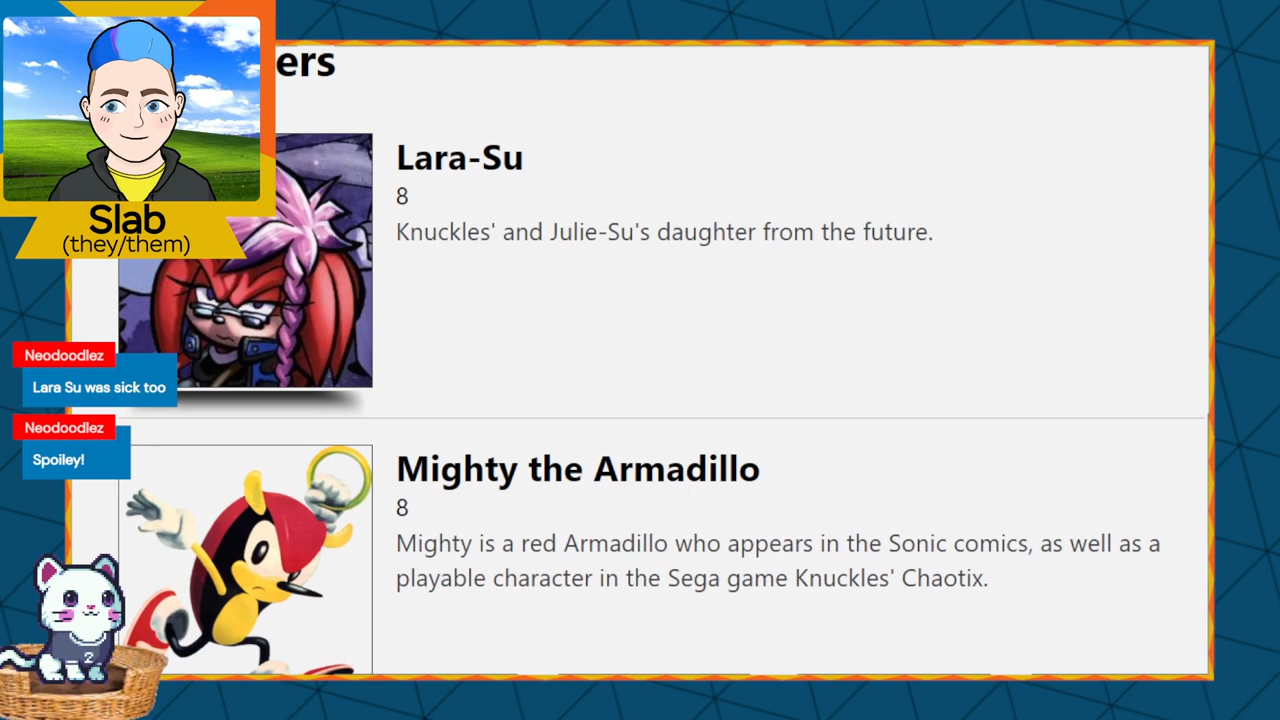 ers
Lara-Su
8
Knuckles' and Julie-Su's daughter from the future.
Slab
(they/them)
Neodoodlez
Lara Su was sick too
Neodoodlez
Spoiley!
Mighty the Armadillo
8
Mighty is a red Armadillo who appears in the Sonic comics, as well as a
playable character in the Sega game Knuckles' Chaotix.
2